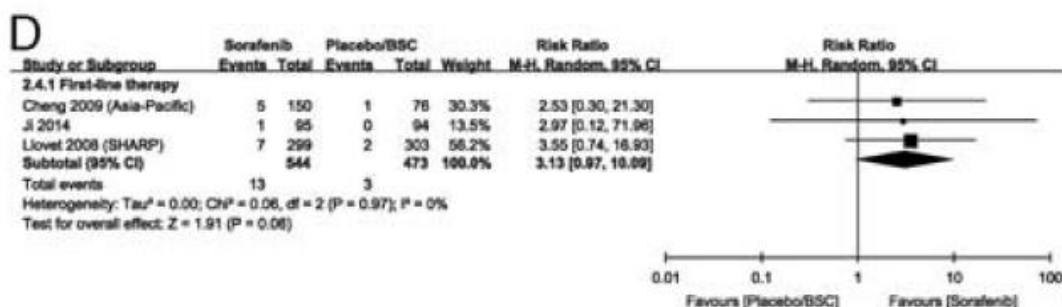 D
Sorafenib Placebo/BSC Risk Ratio Risk Ratio
Study or Subgroup Events Total Events Total Weight M-H, Random, 95% CI M-H, Random, 95% CI
2.4.1 First-line therapy
Cheng 2009 (Asia-Pacific) 5 150 1 76 30.3% 2.53 [0.30, 21.30]
Ji 2014 1 95 0 94 13.5% 2.97 [0.12, 71.96]
Llovet 2008 (SHARP) 7 299 2 303 56.2% 3.55 [0.74, 16.93]
Subtotal (95% CI) 544 473 100.0% 3.13 [0.97, 10.09]
Total events 13 3
Heterogeneity: Tau² = 0.00; Chi² = 0.06, df = 2 (P = 0.97); I² = 0%
Test for overall effect: Z = 1.91 (P = 0.06)
0.01 0.1 1 10 100
Favours [Placebo/BSC] Favours [Sorafenib]